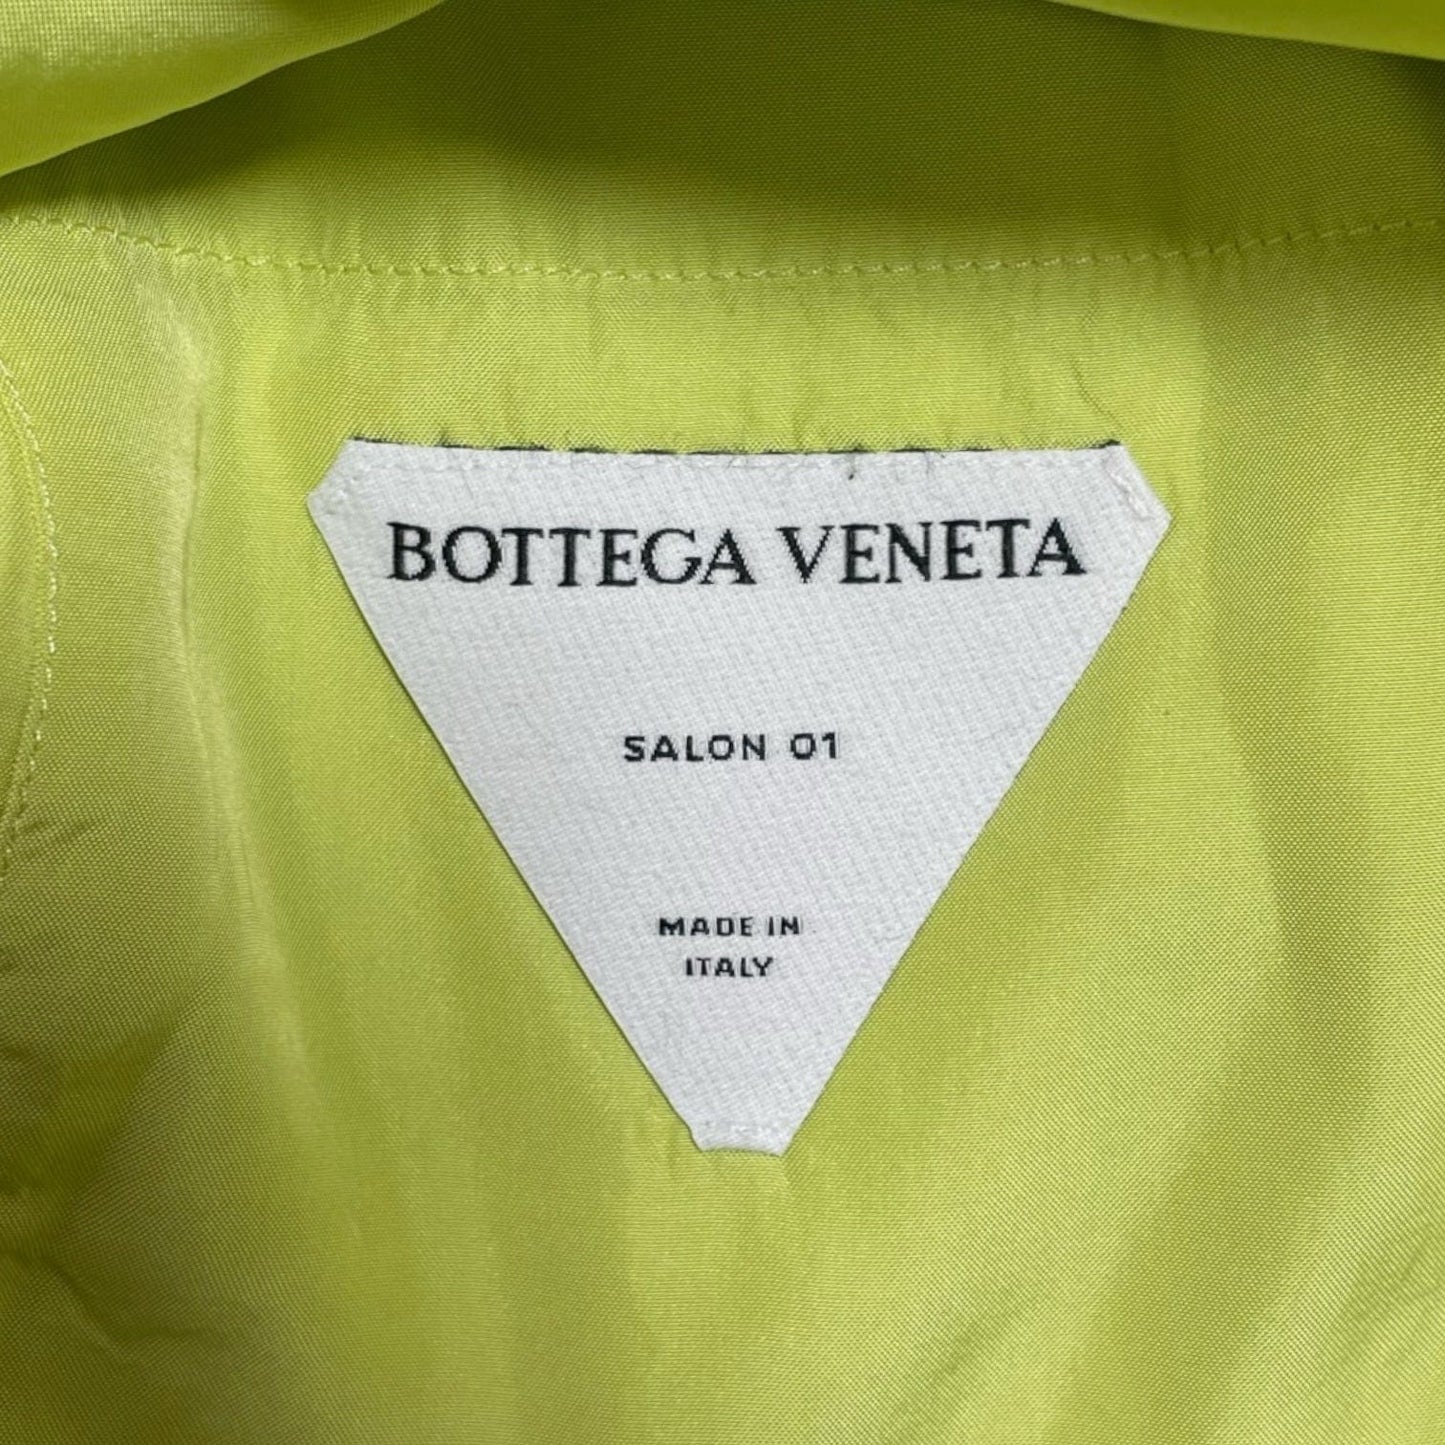 BOTTEGA VENETA
SALON 01
MADE IN
ITALY